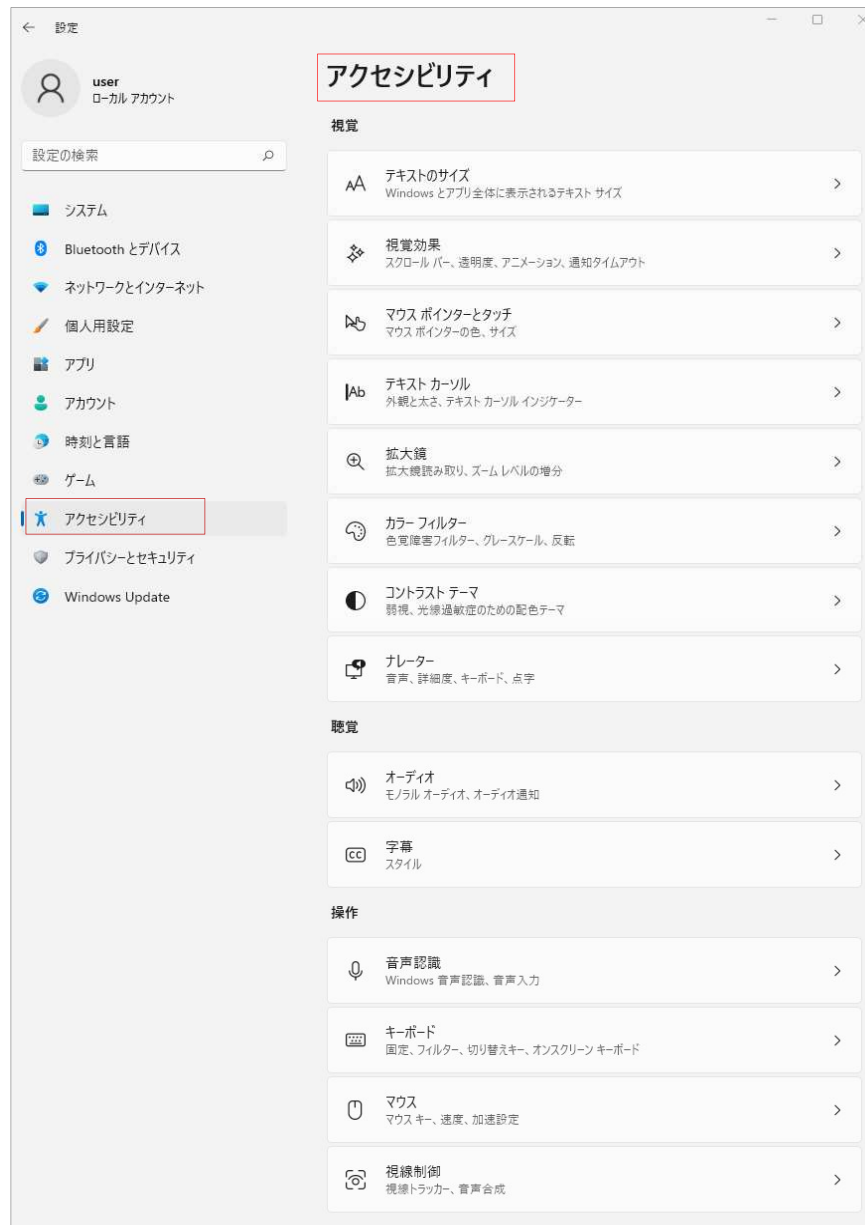 設定
user
ローカル アカウント
設定の検索
システム
Bluetooth とデバイス
ネットワークとインターネット
個人用設定
アプリ
アカウント
時刻と言語
ゲーム
アクセシビリティ
プライバシーとセキュリティ
Windows Update
アクセシビリティ
視覚
テキストのサイズ
Windows とアプリ全体に表示されるテキスト サイズ
視覚効果
スクロール バー、透明度、アニメーション、通知タイムアウト
マウス ポインターとタッチ
マウス ポインターの色、サイズ
テキスト カーソル
外観と太さ、テキスト カーソル インジケーター
拡大鏡
拡大鏡読み取り、ズーム レベルの増分
カラー フィルター
色覚障害フィルター、グレースケール、反転
コントラスト テーマ
弱視、光線過敏症のための配色テーマ
ナレーター
音声、詳細度、キーボード、点字
聴覚
オーディオ
モノラル オーディオ、オーディオ通知
字幕
スタイル
操作
音声認識
Windows 音声認識、音声入力
キーボード
固定、フィルター、切り替えキー、オンスクリーン キーボード
マウス
マウス キー、速度、加速設定
視線制御
視線トラッカー、音声合成